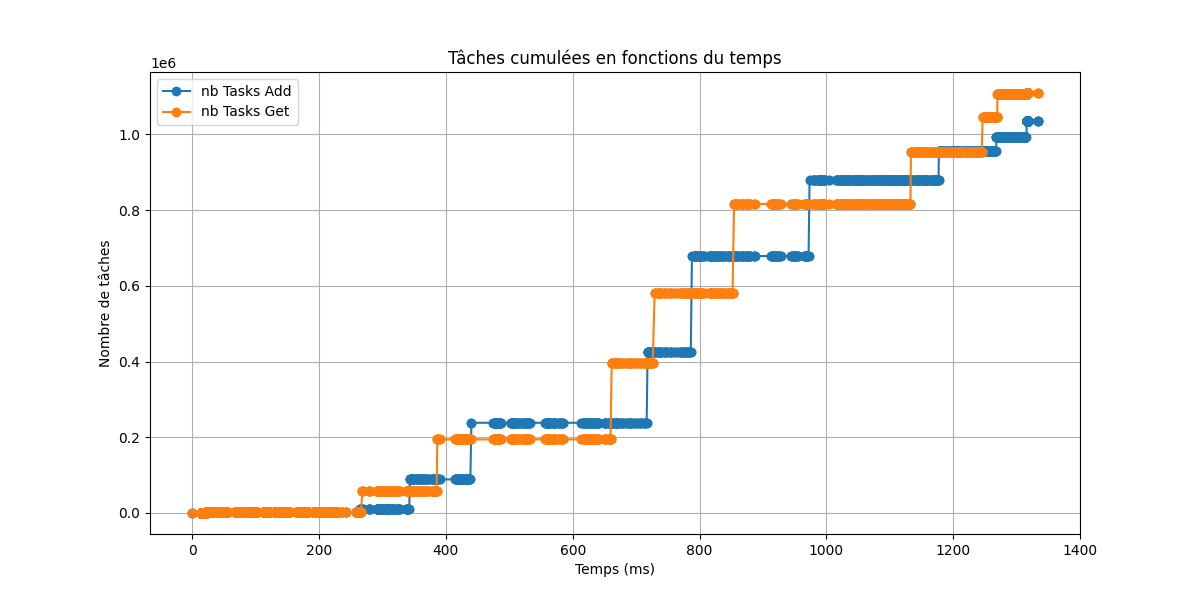 Tâches cumulées en fonctions du temps
1e6
nb Tasks Add
nb Tasks Get
1.0
0.8
0.6
0.4
0.2
0.0
Nombre de tâches
0 200 400 600 800 1000 1200 1400
Temps (ms)